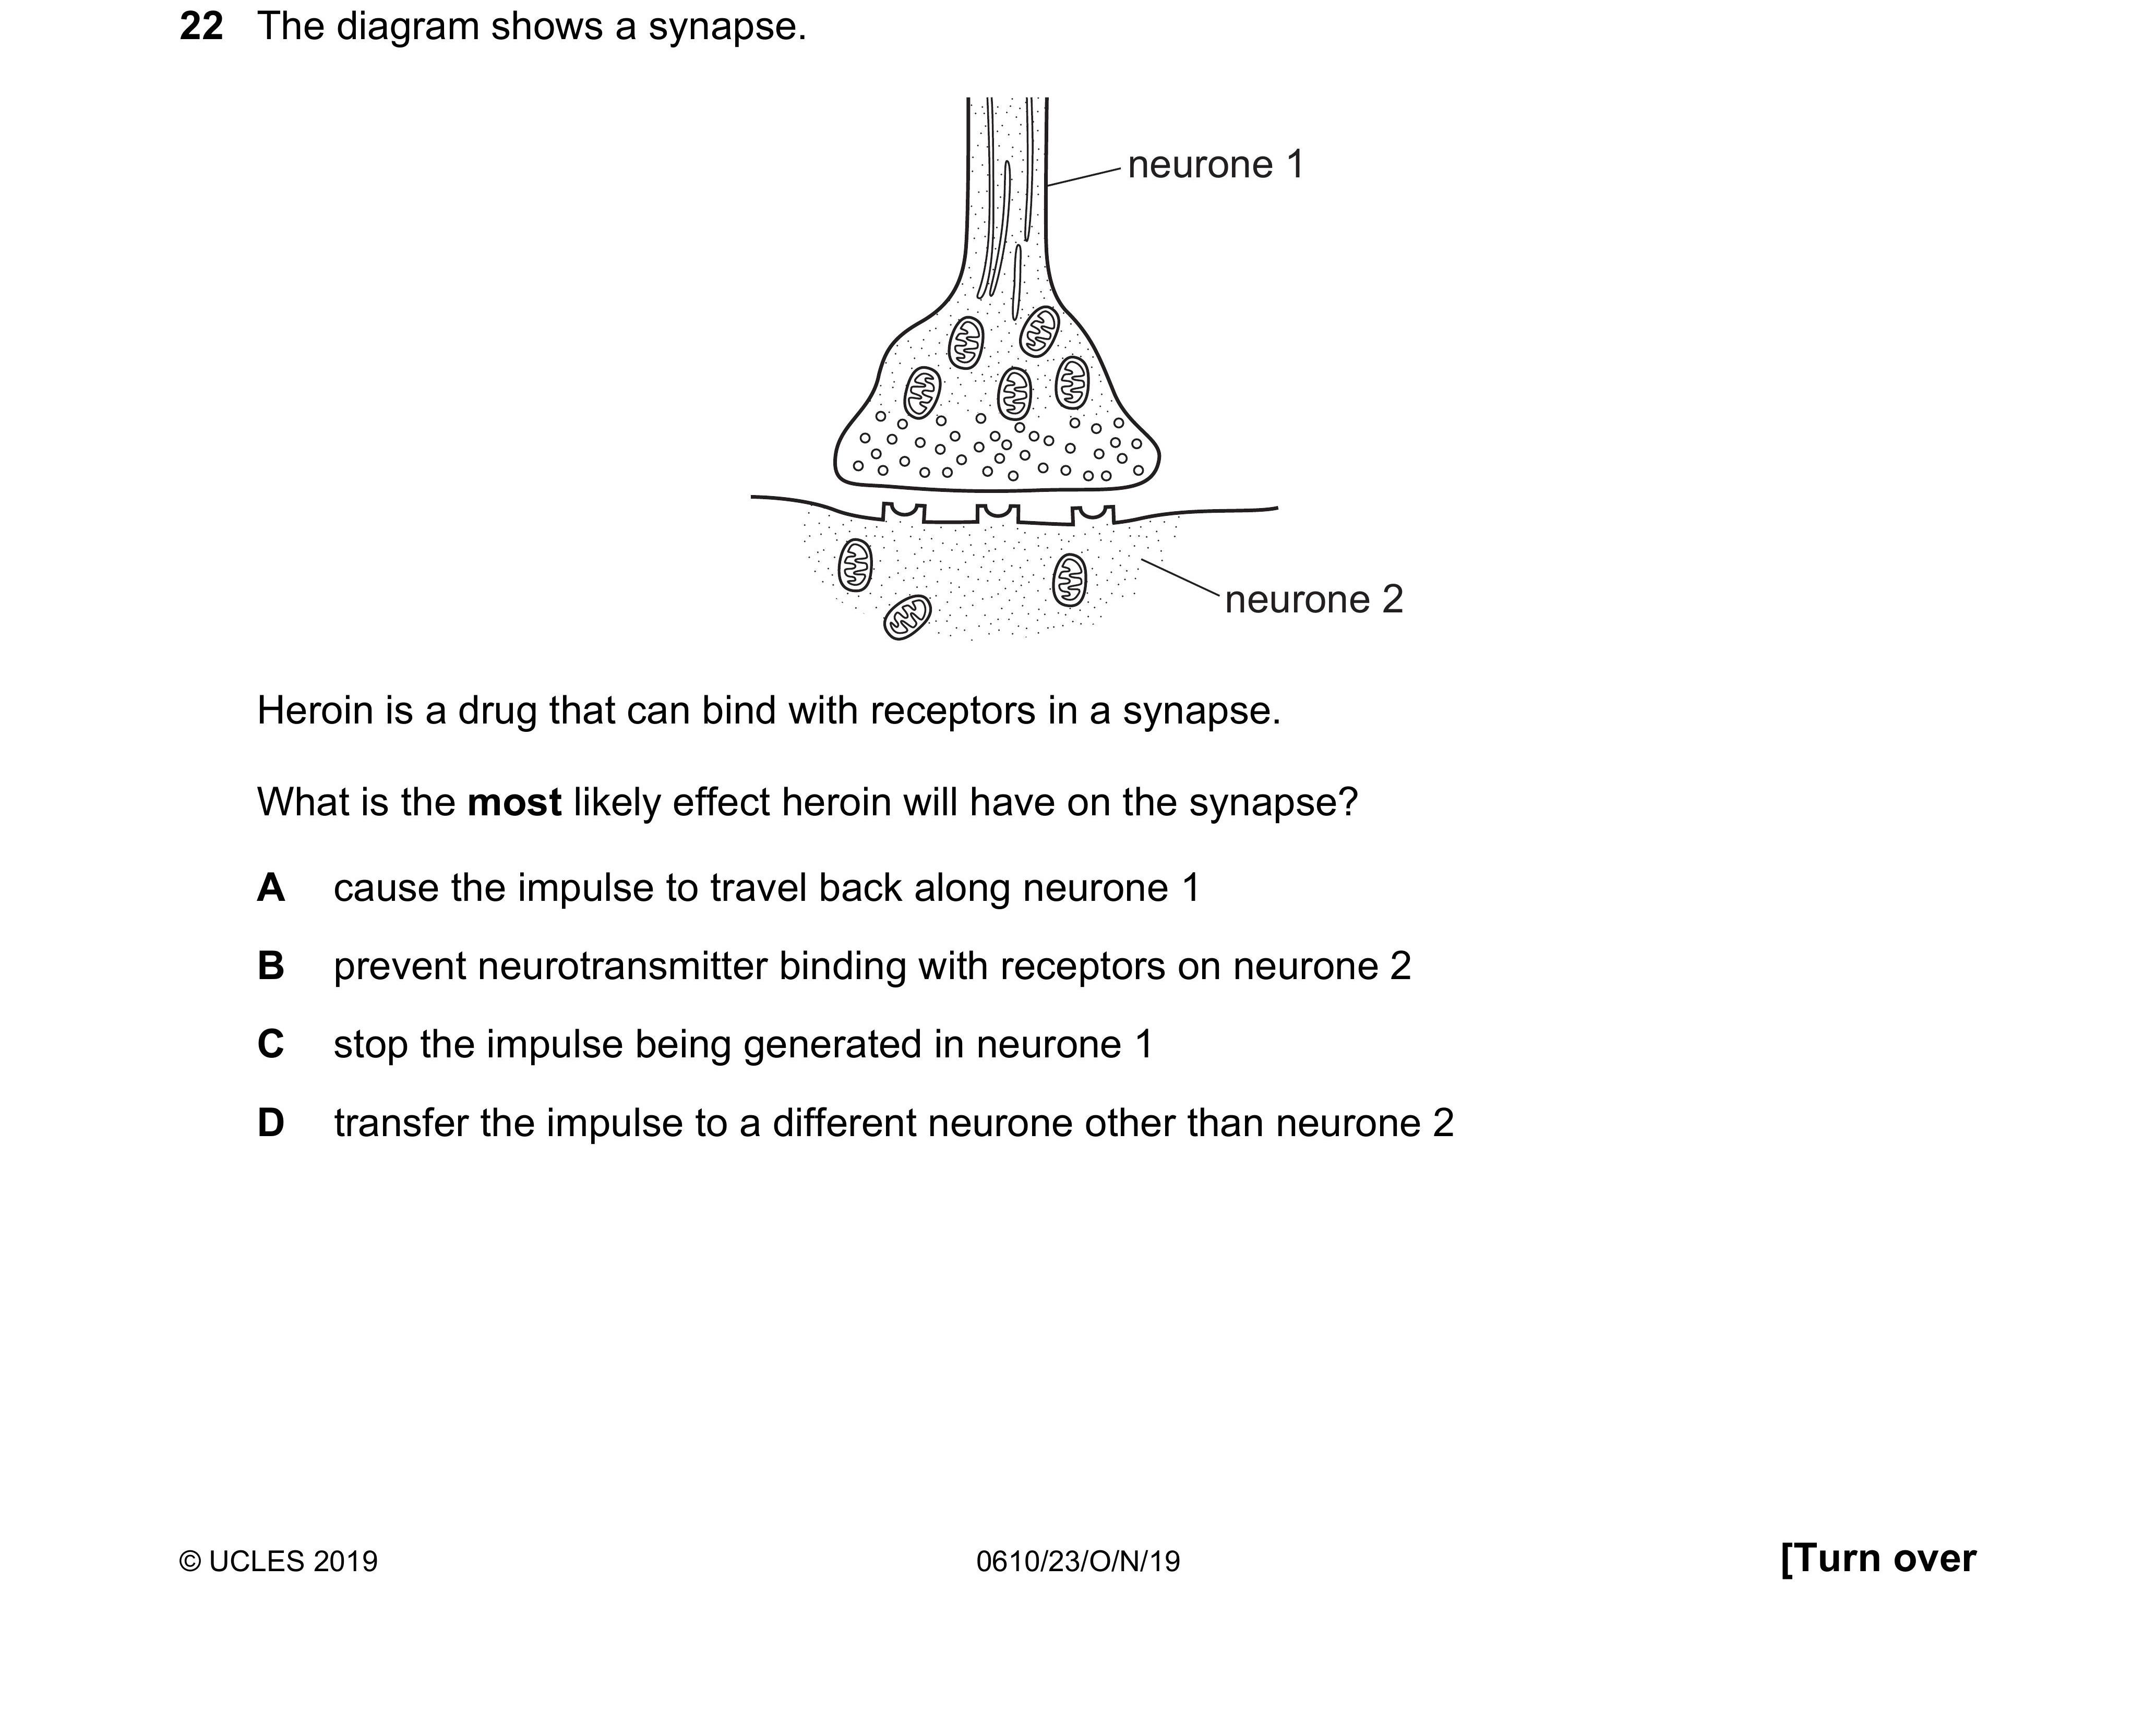 22 The diagram shows a synapse.
neurone 1
neurone 2
Heroin is a drug that can bind with receptors in a synapse.
What is the most likely effect heroin will have on the synapse?
A cause the impulse to travel back along neurone 1
B prevent neurotransmitter binding with receptors on neurone 2
C stop the impulse being generated in neurone 1
D transfer the impulse to a different neurone other than neurone 2
© UCLES 2019 0610/23/O/N/19 [Turn over